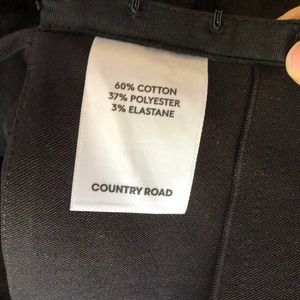 60% COTTON
37% POLYESTER
3% ELASTANE
COUNTRY ROAD